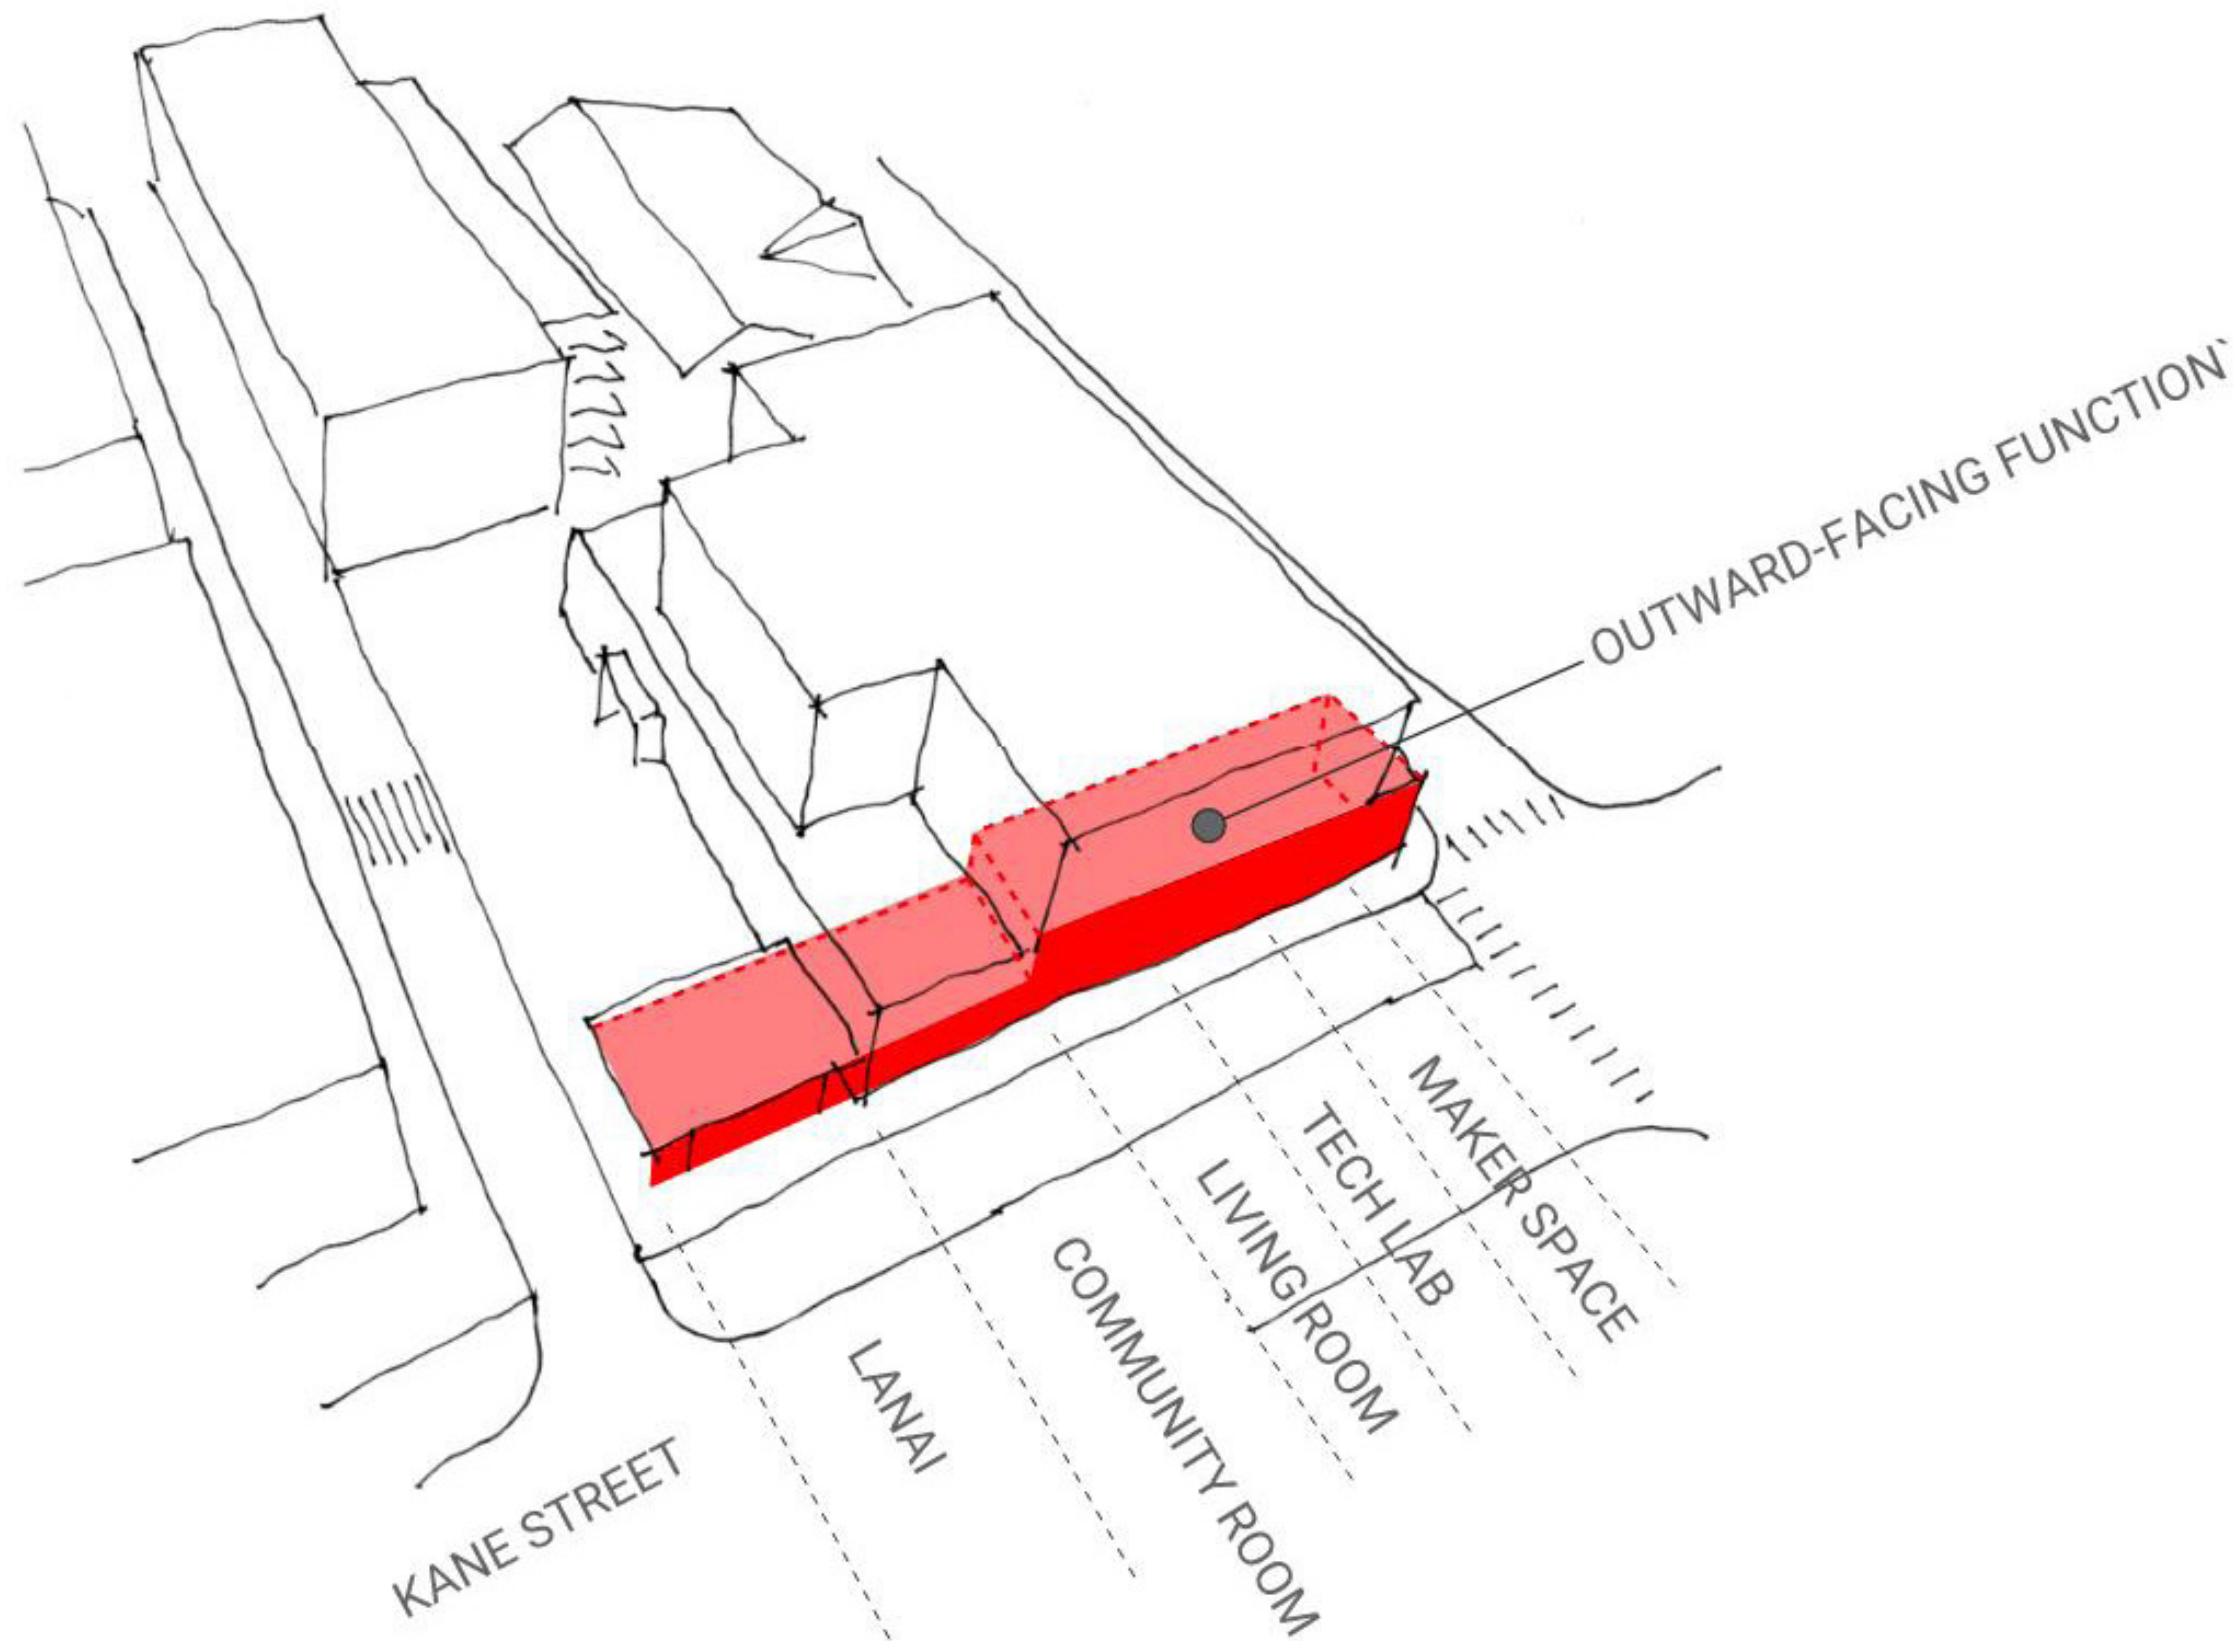 OUTWARD-FACING FUNCTION`
MAKER SPACE
TECH LAB
LIVING ROOM
COMMUNITY ROOM
LANAI
KANE STREET